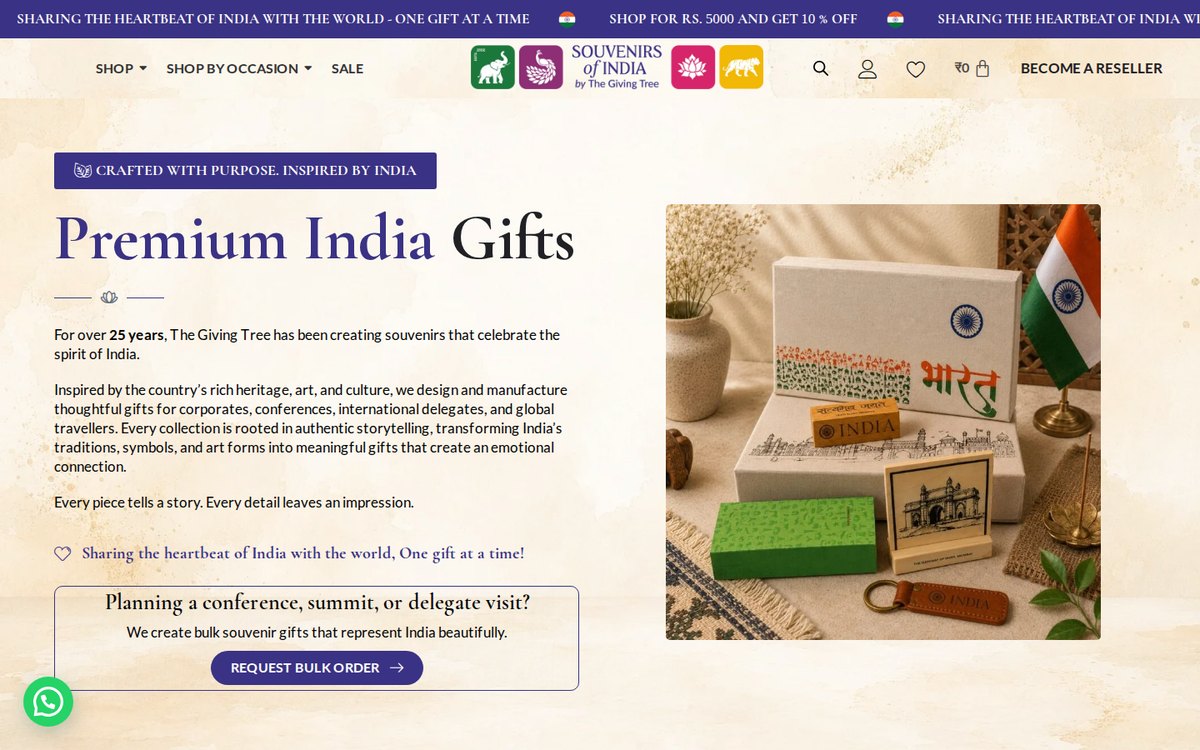 SHARING THE HEARTBEAT OF INDIA WITH THE WORLD - ONE GIFT AT A TIME SHOP FOR RS. 5000 AND GET 10 % OFF SHARING THE HEARTBEAT OF INDIA
SHOP SHOP BY OCCASION SALE
SOUVENIRS
of INDIA
by The Giving Tree
₹0 BECOME A RESELLER
CRAFTED WITH PURPOSE. INSPIRED BY INDIA
Premium India Gifts
For over 25 years, The Giving Tree has been creating souvenirs that celebrate the
spirit of India.
Inspired by the country’s rich heritage, art, and culture, we design and manufacture
thoughtful gifts for corporates, conferences, international delegates, and global
travellers. Every collection is rooted in authentic storytelling, transforming India’s
traditions, symbols, and art forms into meaningful gifts that create an emotional
connection.
Every piece tells a story. Every detail leaves an impression.
Sharing the heartbeat of India with the world, One gift at a time!
Planning a conference, summit, or delegate visit?
We create bulk souvenir gifts that represent India beautifully.
REQUEST BULK ORDER
भारत
INDIA
INDIA